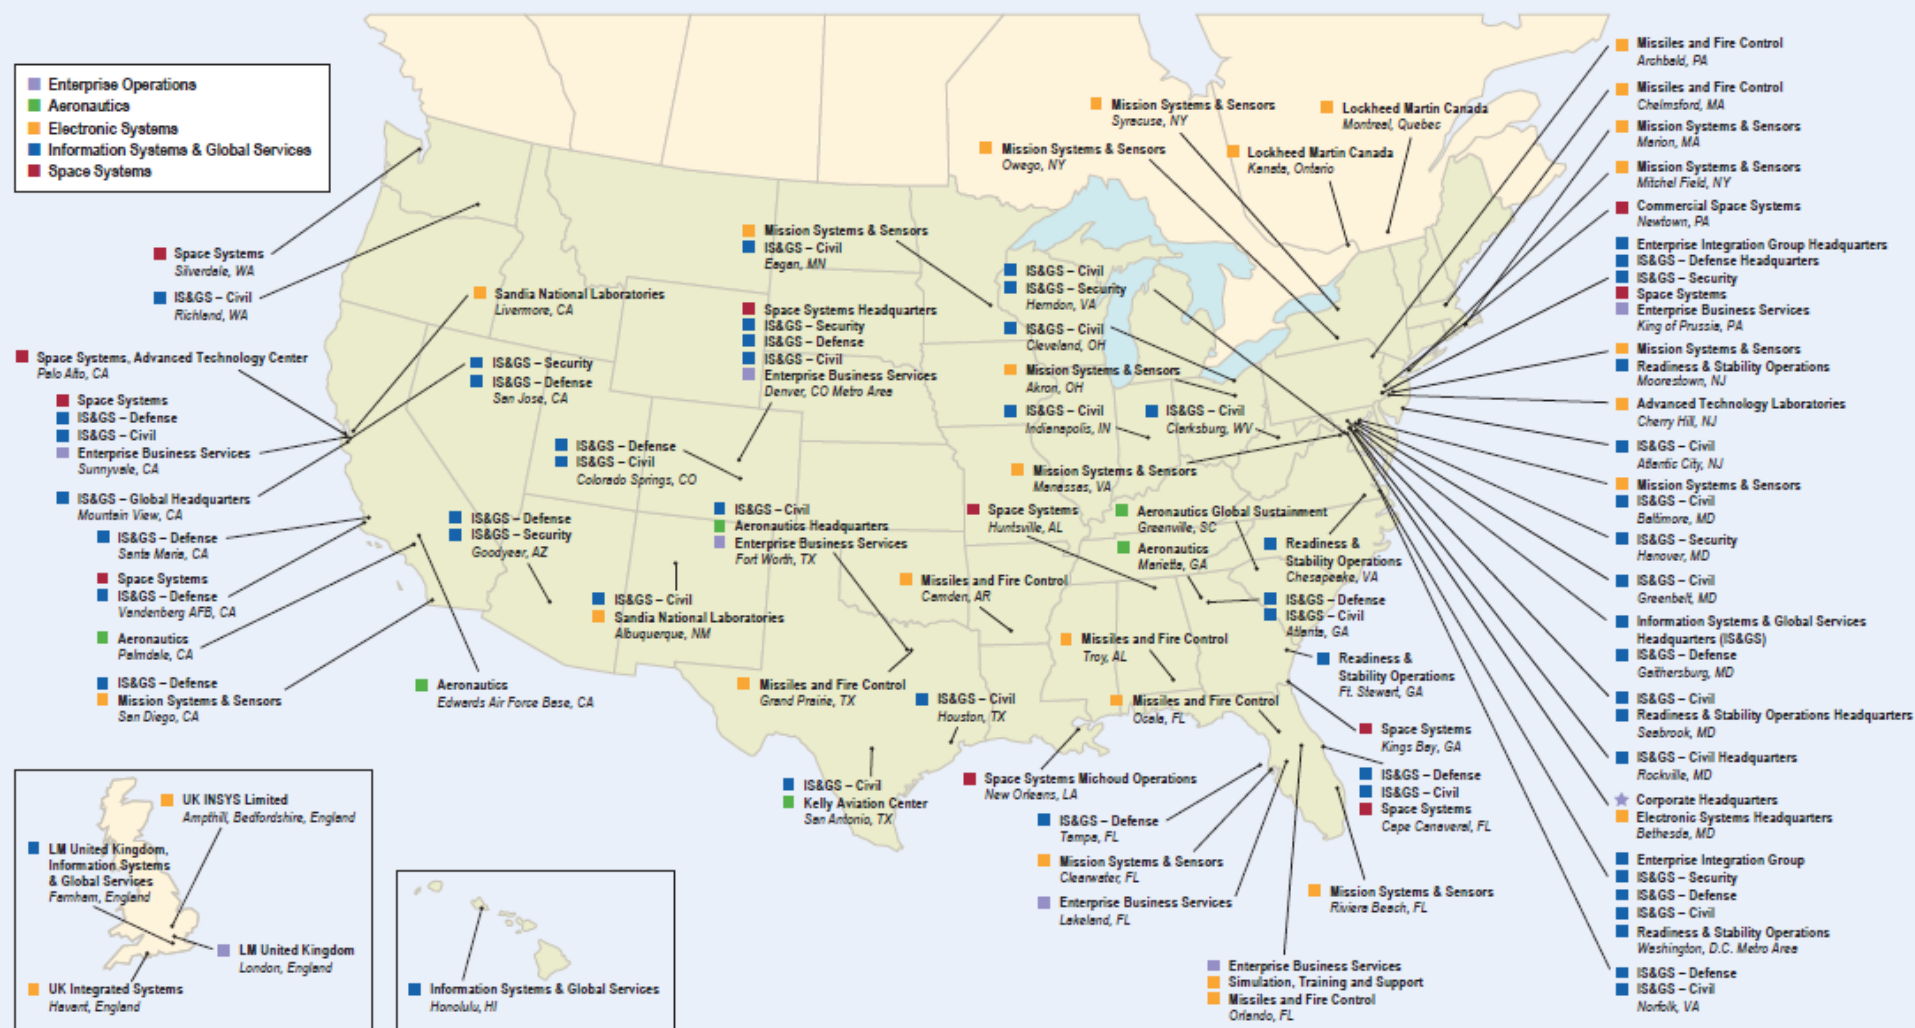 Enterprise Operations
Aeronautics
Electronic Systems
Information Systems & Global Services
Space Systems
Space Systems
Silverdale, WA
IS&GS – Civil
Richland, WA
Space Systems, Advanced Technology Center
Palo Alto, CA
Space Systems
IS&GS – Defense
IS&GS – Civil
Enterprise Business Services
Sunnyvale, CA
IS&GS – Global Headquarters
Mountain View, CA
IS&GS – Defense
Santa Maria, CA
Space Systems
IS&GS – Defense
Vandenberg AFB, CA
Aeronautics
Palmdale, CA
IS&GS – Defense
Mission Systems & Sensors
San Diego, CA
Sandia National Laboratories
Livermore, CA
IS&GS – Security
IS&GS – Defense
San Jose, CA
IS&GS – Defense
IS&GS – Civil
Colorado Springs, CO
IS&GS – Defense
IS&GS – Security
Goodyear, AZ
IS&GS – Civil
Sandia National Laboratories
Albuquerque, NM
Aeronautics
Edwards Air Force Base, CA
Mission Systems & Sensors
IS&GS – Civil
Eagan, MN
Space Systems Headquarters
IS&GS – Security
IS&GS – Defense
IS&GS – Civil
Enterprise Business Services
Denver, CO Metro Area
IS&GS – Civil
Aeronautics Headquarters
Enterprise Business Services
Fort Worth, TX
Missiles and Fire Control
Camden, AR
Missiles and Fire Control
Grand Prairie, TX
IS&GS – Civil
Houston, TX
IS&GS – Civil
Kelly Aviation Center
San Antonio, TX
Mission Systems & Sensors
Syracuse, NY
Mission Systems & Sensors
Owego, NY
Lockheed Martin Canada
Montreal, Quebec
Lockheed Martin Canada
Kanata, Ontario
IS&GS – Civil
IS&GS – Security
Herndon, VA
IS&GS – Civil
Cleveland, OH
Mission Systems & Sensors
Akron, OH
IS&GS – Civil
Indianapolis, IN
IS&GS – Civil
Clarksburg, WV
Mission Systems & Sensors
Manassas, VA
Space Systems
Huntsville, AL
Aeronautics Global Sustainment
Greenville, SC
Aeronautics
Marietta, GA
Readiness &
Stability Operations
Chesapeake, VA
IS&GS – Defense
IS&GS – Civil
Atlanta, GA
Missiles and Fire Control
Troy, AL
Readiness &
Stability Operations
Ft. Stewart, GA
Missiles and Fire Control
Ocala, FL
Space Systems
Kings Bay, GA
Space Systems Michoud Operations
New Orleans, LA
IS&GS – Defense
IS&GS – Civil
Space Systems
Cape Canaveral, FL
IS&GS – Defense
Tampa, FL
Mission Systems & Sensors
Clearwater, FL
Enterprise Business Services
Lakeland, FL
Mission Systems & Sensors
Riviera Beach, FL
Enterprise Business Services
Simulation, Training and Support
Missiles and Fire Control
Orlando, FL
Missiles and Fire Control
Archbald, PA
Missiles and Fire Control
Chelmsford, MA
Mission Systems & Sensors
Marion, MA
Mission Systems & Sensors
Mitchel Field, NY
Commercial Space Systems
Newtown, PA
Enterprise Integration Group Headquarters
IS&GS – Defense Headquarters
IS&GS – Security
Space Systems
Enterprise Business Services
King of Prussia, PA
Mission Systems & Sensors
Readiness & Stability Operations
Moorestown, NJ
Advanced Technology Laboratories
Cherry Hill, NJ
IS&GS – Civil
Atlantic City, NJ
Mission Systems & Sensors
IS&GS – Civil
Baltimore, MD
IS&GS – Security
Hanover, MD
IS&GS – Civil
Greenbelt, MD
Information Systems & Global Services
Headquarters (IS&GS)
IS&GS – Defense
Gaithersburg, MD
IS&GS – Civil
Readiness & Stability Operations Headquarters
Seabrook, MD
IS&GS – Civil Headquarters
Rockville, MD
Corporate Headquarters
Electronic Systems Headquarters
Bethesda, MD
Enterprise Integration Group
IS&GS – Security
IS&GS – Defense
IS&GS – Civil
Readiness & Stability Operations
Washington, D.C. Metro Area
IS&GS – Defense
IS&GS – Civil
Norfolk, VA
UK INSYS Limited
Ampthill, Bedfordshire, England
LM United Kingdom,
Information Systems
& Global Services
Farnham, England
LM United Kingdom
London, England
UK Integrated Systems
Havant, England
Information Systems & Global Services
Honolulu, HI